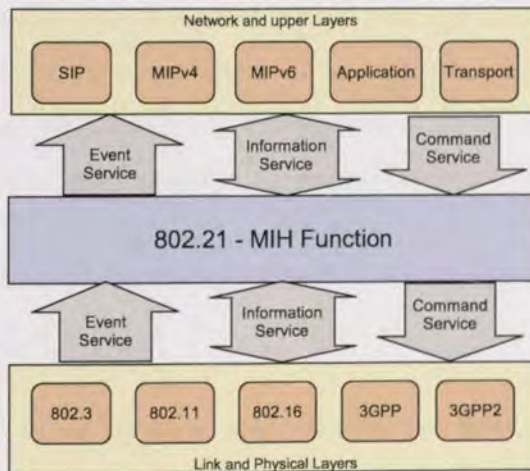 Network and upper Layers
SIP MIPv4 MIPv6 Application Transport
Event Service
Information Service
Command Service
802.21 - MIH Function
Event Service
Information Service
Command Service
802.3 802.11 802.16 3GPP 3GPP2
Link and Physical Layers